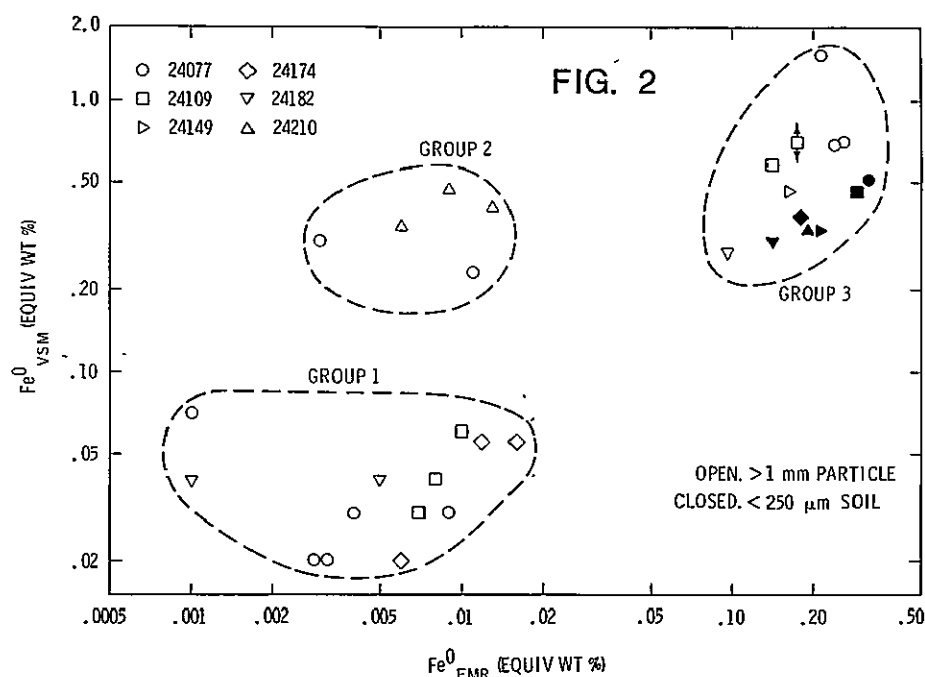 FIG. 2
24077 24174
24109 24182
24149 24210
GROUP 1
GROUP 2
GROUP 3
OPEN. >1 mm PARTICLE
CLOSED. < 250 μm SOIL
2.0
1.0
.50
.20
.10
.05
.02
Fe⁰VSM (EQUIV WT %)
.0005 .001 .002 .005 .01 .02 .05 .10 .20 .50
Fe⁰EMR (EQUIV WT %)